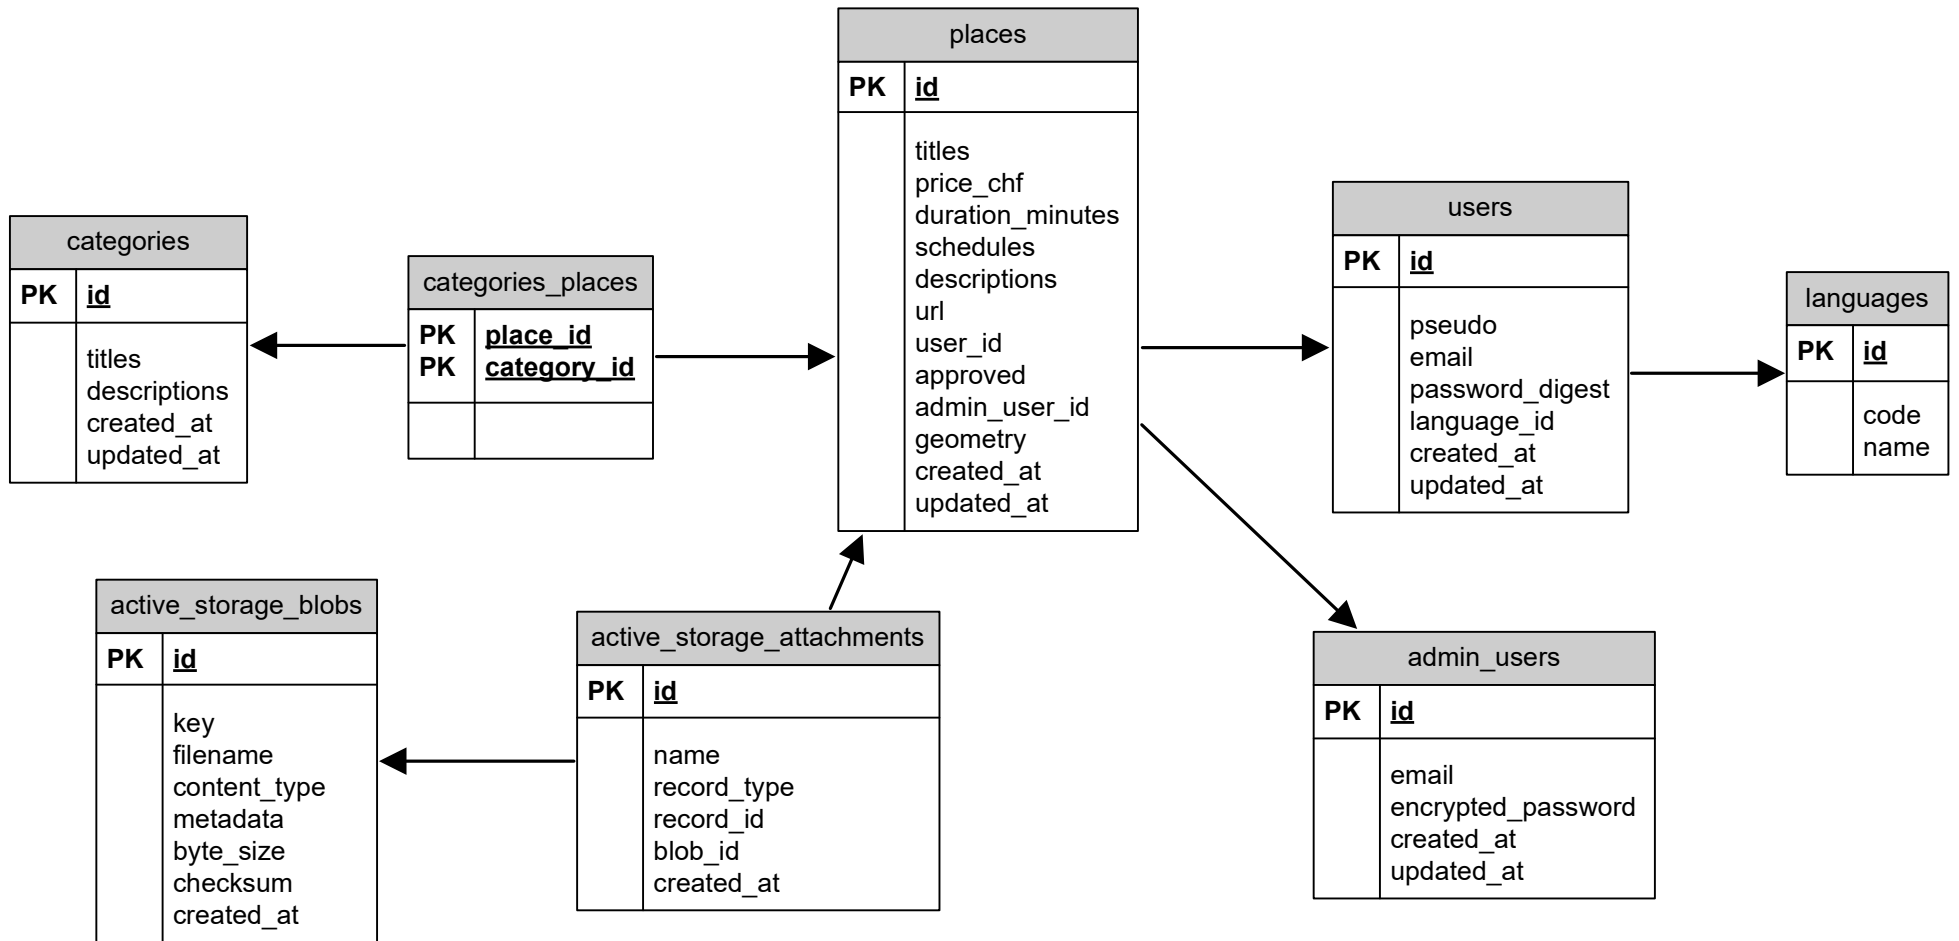 places
PK id
titles
price_chf
duration_minutes
schedules
descriptions
url
user_id
approved
admin_user_id
geometry
created_at
updated_at
users
PK id
pseudo
email
password_digest
language_id
created_at
updated_at
categories
PK id
titles
descriptions
created_at
updated_at
categories_places
PK place_id
PK category_id
languages
PK id
code
name
active_storage_blobs
PK id
key
filename
content_type
metadata
byte_size
checksum
created_at
active_storage_attachments
PK id
name
record_type
record_id
blob_id
created_at
admin_users
PK id
email
encrypted_password
created_at
updated_at